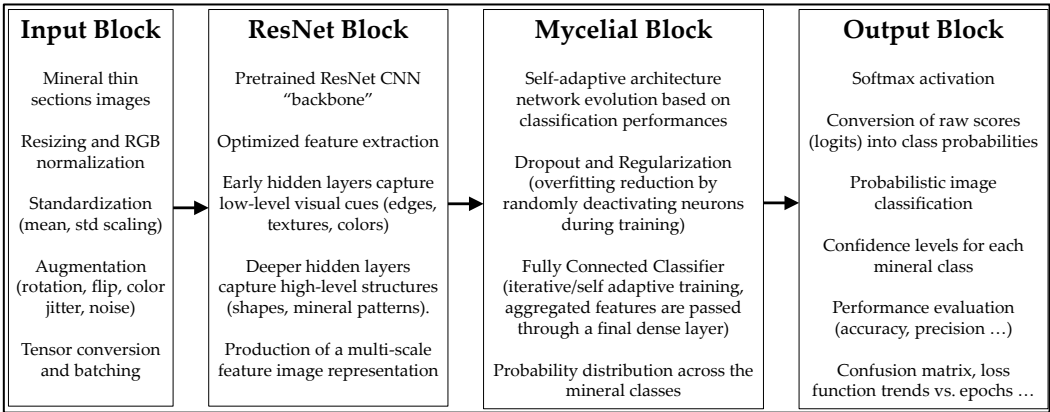 Input Block
Mineral thin
sections images
Resizing and RGB
normalization
Standardization
(mean, std scaling)
Augmentation
(rotation, flip, color
jitter, noise)
Tensor conversion
and batching
ResNet Block
Pretrained ResNet CNN
“backbone”
Optimized feature extraction
Early hidden layers capture
low-level visual cues (edges,
textures, colors)
Deeper hidden layers
capture high-level structures
(shapes, mineral patterns).
Production of a multi-scale
feature image representation
Mycelial Block
Self-adaptive architecture
network evolution based on
classification performances
Dropout and Regularization
(overfitting reduction by
randomly deactivating neurons
during training)
Fully Connected Classifier
(iterative/self adaptive training,
aggregated features are passed
through a final dense layer)
Probability distribution across the
mineral classes
Output Block
Softmax activation
Conversion of raw scores
(logits) into class probabilities
Probabilistic image
classification
Confidence levels for each
mineral class
Performance evaluation
(accuracy, precision …)
Confusion matrix, loss
function trends vs. epochs …